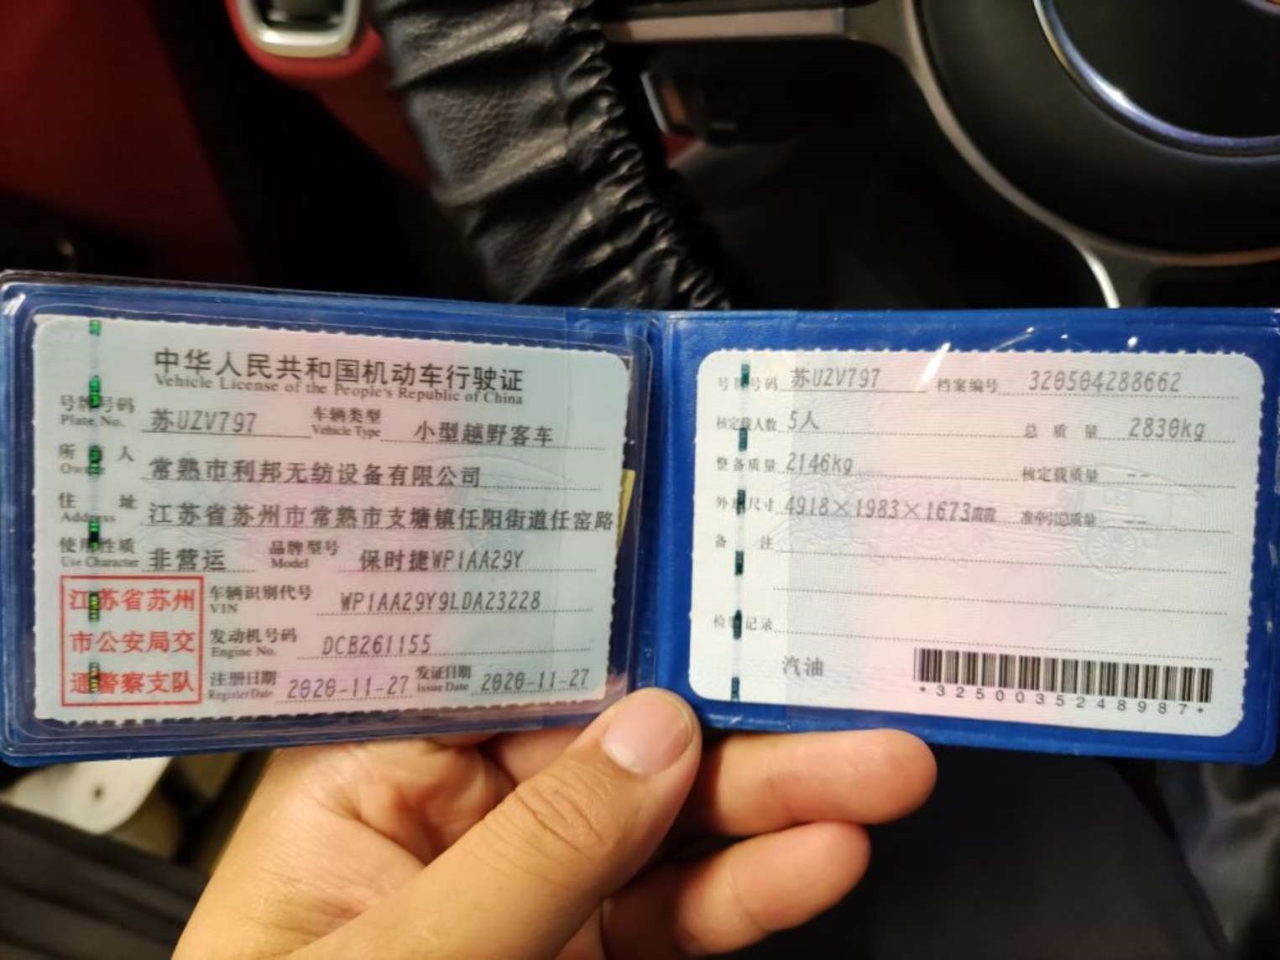 中华人民共和国机动车行驶证
Vehicle License of the People's Republic of China
号牌号码 苏UZV797 车辆类型 小型越野客车
Plate No. Vehicle Type
所 有 人 常熟市利邦无纺设备有限公司
Owner
住 址 江苏省苏州市常熟市支塘镇任阳街道任窑路
Address
使用性质 非营运 品牌型号 保时捷WP1AA29Y
Use Character Model
江苏省苏州
市公安局交
通警察支队
车辆识别代号 WP1AA29Y9LDA23228
VIN
发动机号码 DCB261155
Engine No.
注册日期 2020-11-27 发证日期 2020-11-27
Register Date Issue Date
号牌号码 苏UZV797 档案编号 320504288662
核定载人数 5人 总 质 量 2830kg
整备质量 2146kg 核定载质量 --
外廓尺寸 4918×1983×1673 准牵引总质量 --
备 注
检验记录
汽油
*3250035248987*